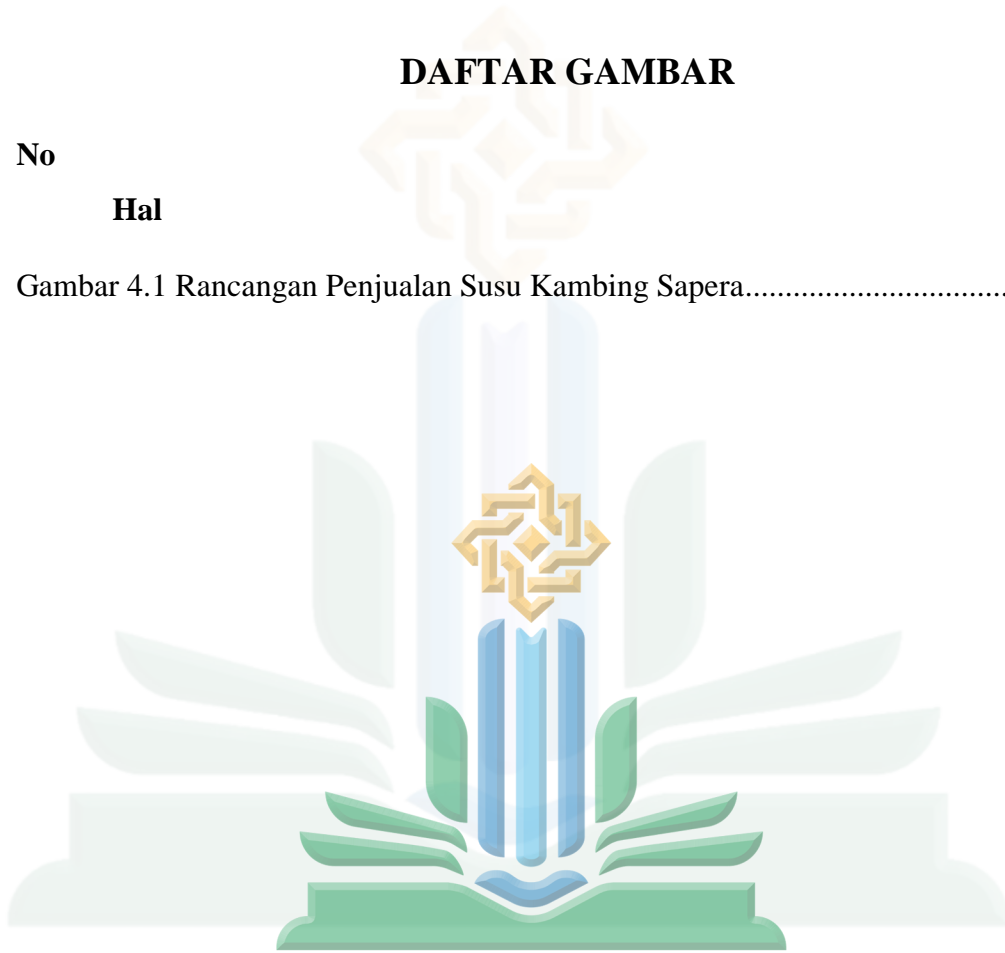 DAFTAR GAMBAR
No
Hal
Gambar 4.1 Rancangan Penjualan Susu Kambing Sapera.................................